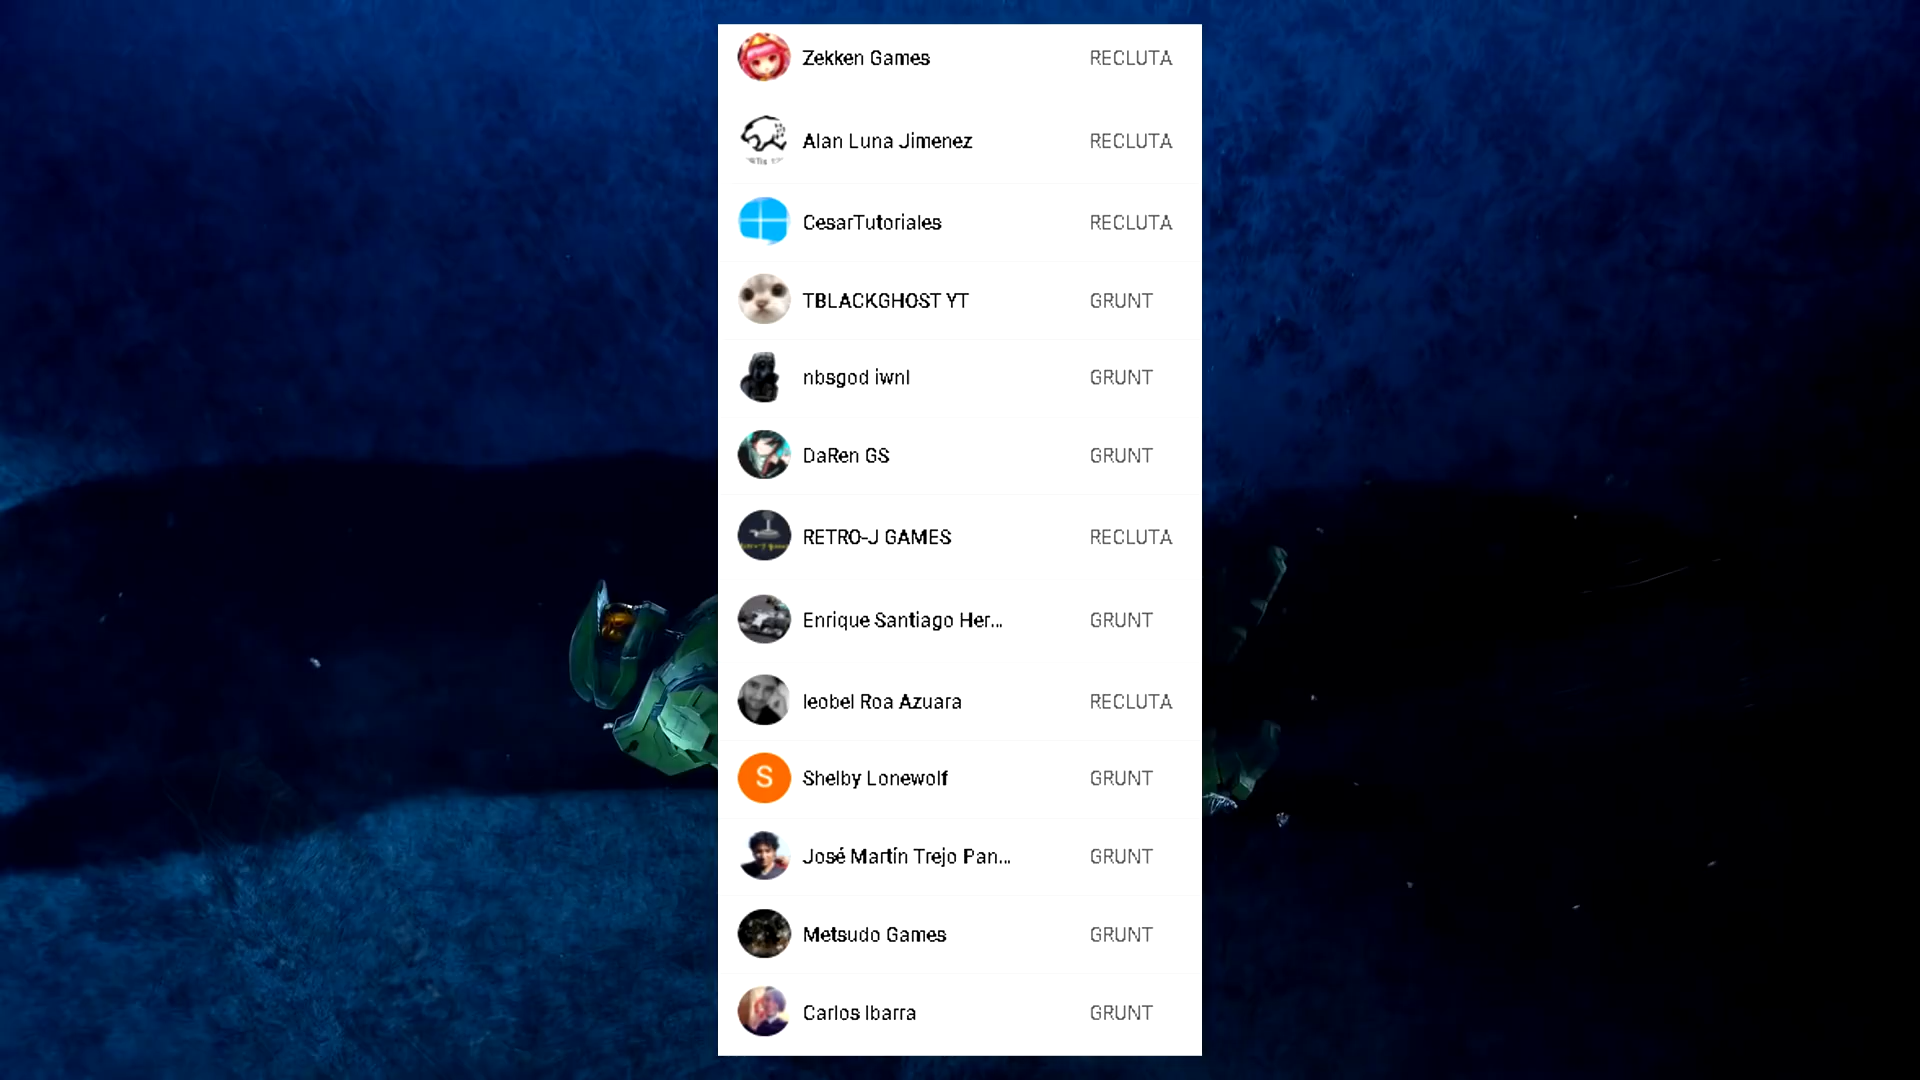 Zekken Games RECLUTA
Alan Luna Jimenez RECLUTA
CesarTutoriales RECLUTA
TBLACKGHOST YT GRUNT
nbsgod iwnl GRUNT
DaRen GS GRUNT
RETRO-J GAMES RECLUTA
Enrique Santiago Her... GRUNT
leobel Roa Azuara RECLUTA
S Shelby Lonewolf GRUNT
José Martín Trejo Pan... GRUNT
Metsudo Games GRUNT
Carlos Ibarra GRUNT